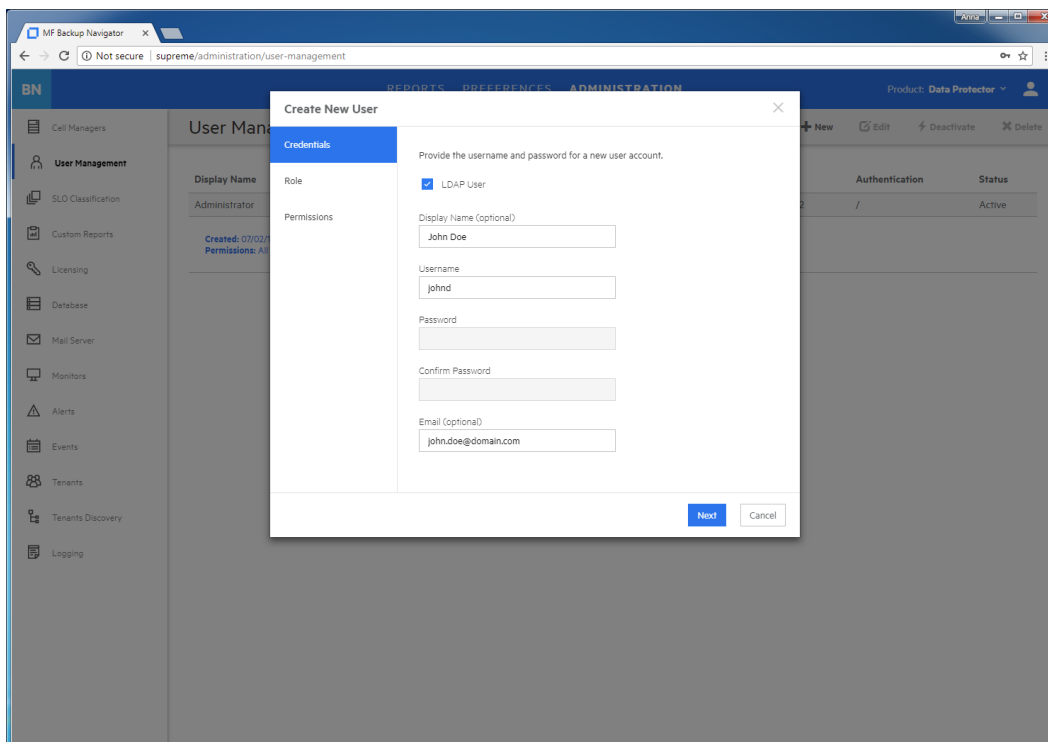 Anna
MF Backup Navigator
Not secure | supreme/administration/user-management
BN
REPORTS PREFERENCES ADMINISTRATION
Product: Data Protector
Cell Managers
User Management
SLO Classification
Custom Reports
Licensing
Database
Mail Server
Monitors
Alerts
Events
Tenants
Tenants Discovery
Logging
User Mana
New Edit Deactivate Delete
Display Name Authentication Status
Administrator 2 / Active
Created: 07/02/1
Permissions: All
Create New User
Credentials
Role
Permissions
Provide the username and password for a new user account.
LDAP User
Display Name (optional)
John Doe
Username
johnd
Password
Confirm Password
Email (optional)
john.doe@domain.com
Next Cancel